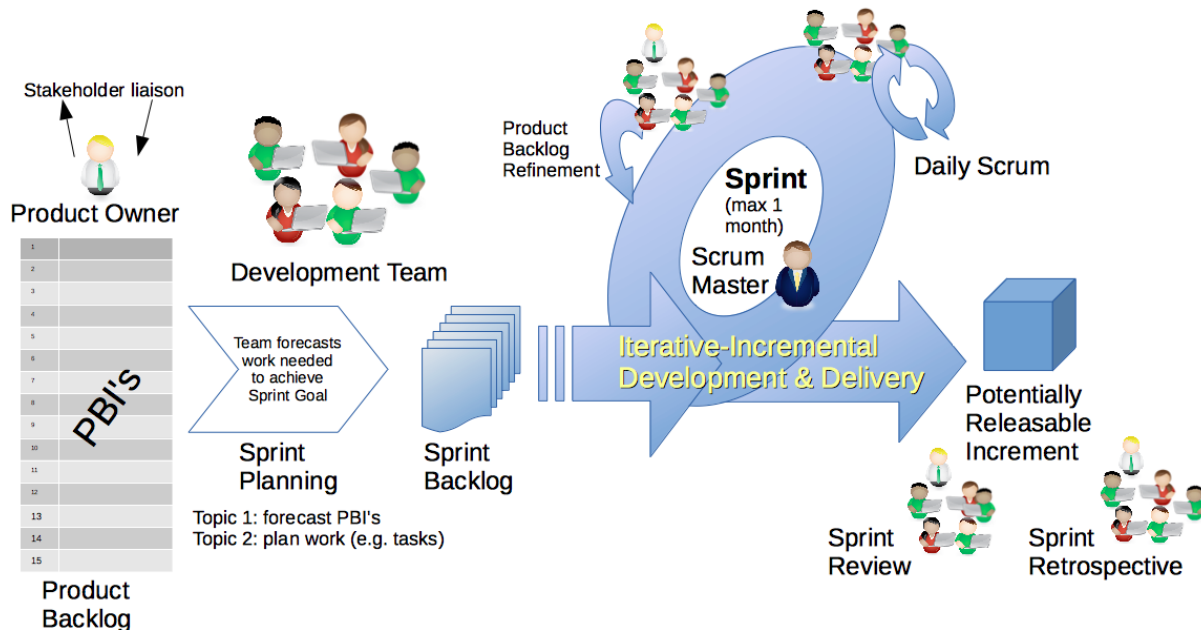 Stakeholder liaison
Product Owner
1
2
3
4
5
6
7
8
9
10
11
12
13
14
15
PBI's
Product
Backlog
Development Team
Team forecasts
work needed
to achieve
Sprint Goal
Sprint
Planning
Topic 1: forecast PBI's
Topic 2: plan work (e.g. tasks)
Sprint
Backlog
Product
Backlog
Refinement
Sprint
(max 1
month)
Scrum
Master
Daily Scrum
Iterative-Incremental
Development & Delivery
Potentially
Releasable
Increment
Sprint
Review
Sprint
Retrospective